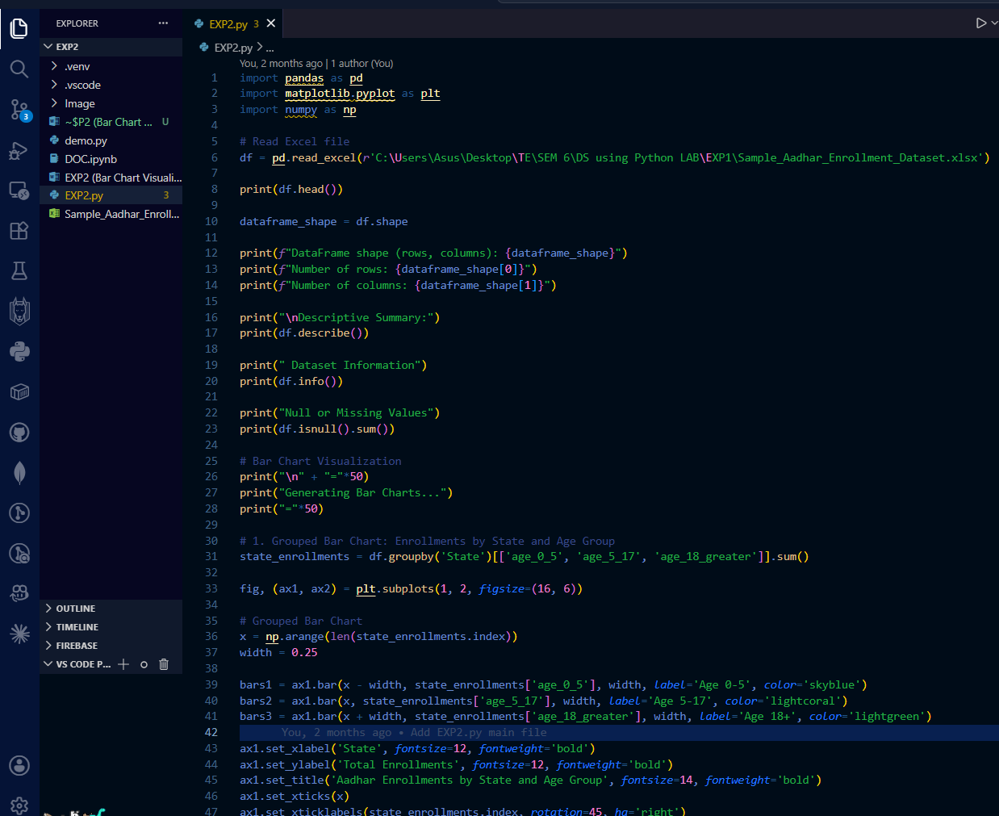 EXPLORER
EXP2
.venv
.vscode
Image
~$P2 (Bar Chart ... U
demo.py
DOC.ipynb
EXP2 (Bar Chart Visuali...
EXP2.py 3
Sample_Aadhar_Enroll...
OUTLINE
TIMELINE
FIREBASE
VS CODE P...
3
EXP2.py 3
EXP2.py > ...
You, 2 months ago | 1 author (You)
1 import pandas as pd
2 import matplotlib.pyplot as plt
3 import numpy as np
4
5 # Read Excel file
6 df = pd.read_excel(r'C:\Users\Asus\Desktop\TE\SEM 6\DS using Python LAB\EXP1\Sample_Aadhar_Enrollment_Dataset.xlsx')
7
8 print(df.head())
9
10 dataframe_shape = df.shape
11
12 print(f"DataFrame shape (rows, columns): {dataframe_shape}")
13 print(f"Number of rows: {dataframe_shape[0]}")
14 print(f"Number of columns: {dataframe_shape[1]}")
15
16 print("\nDescriptive Summary:")
17 print(df.describe())
18
19 print(" Dataset Information")
20 print(df.info())
21
22 print("Null or Missing Values")
23 print(df.isnull().sum())
24
25 # Bar Chart Visualization
26 print("\n" + "="*50)
27 print("Generating Bar Charts...")
28 print("="*50)
29
30 # 1. Grouped Bar Chart: Enrollments by State and Age Group
31 state_enrollments = df.groupby('State')[['age_0_5', 'age_5_17', 'age_18_greater']].sum()
32
33 fig, (ax1, ax2) = plt.subplots(1, 2, figsize=(16, 6))
34
35 # Grouped Bar Chart
36 x = np.arange(len(state_enrollments.index))
37 width = 0.25
38
39 bars1 = ax1.bar(x - width, state_enrollments['age_0_5'], width, label='Age 0-5', color='skyblue')
40 bars2 = ax1.bar(x, state_enrollments['age_5_17'], width, label='Age 5-17', color='lightcoral')
41 bars3 = ax1.bar(x + width, state_enrollments['age_18_greater'], width, label='Age 18+', color='lightgreen')
42 You, 2 months ago • Add EXP2.py main file
43 ax1.set_xlabel('State', fontsize=12, fontweight='bold')
44 ax1.set_ylabel('Total Enrollments', fontsize=12, fontweight='bold')
45 ax1.set_title('Aadhar Enrollments by State and Age Group', fontsize=14, fontweight='bold')
46 ax1.set_xticks(x)
47 ax1.set_xticklabels(state_enrollments.index, rotation=45, ha='right')